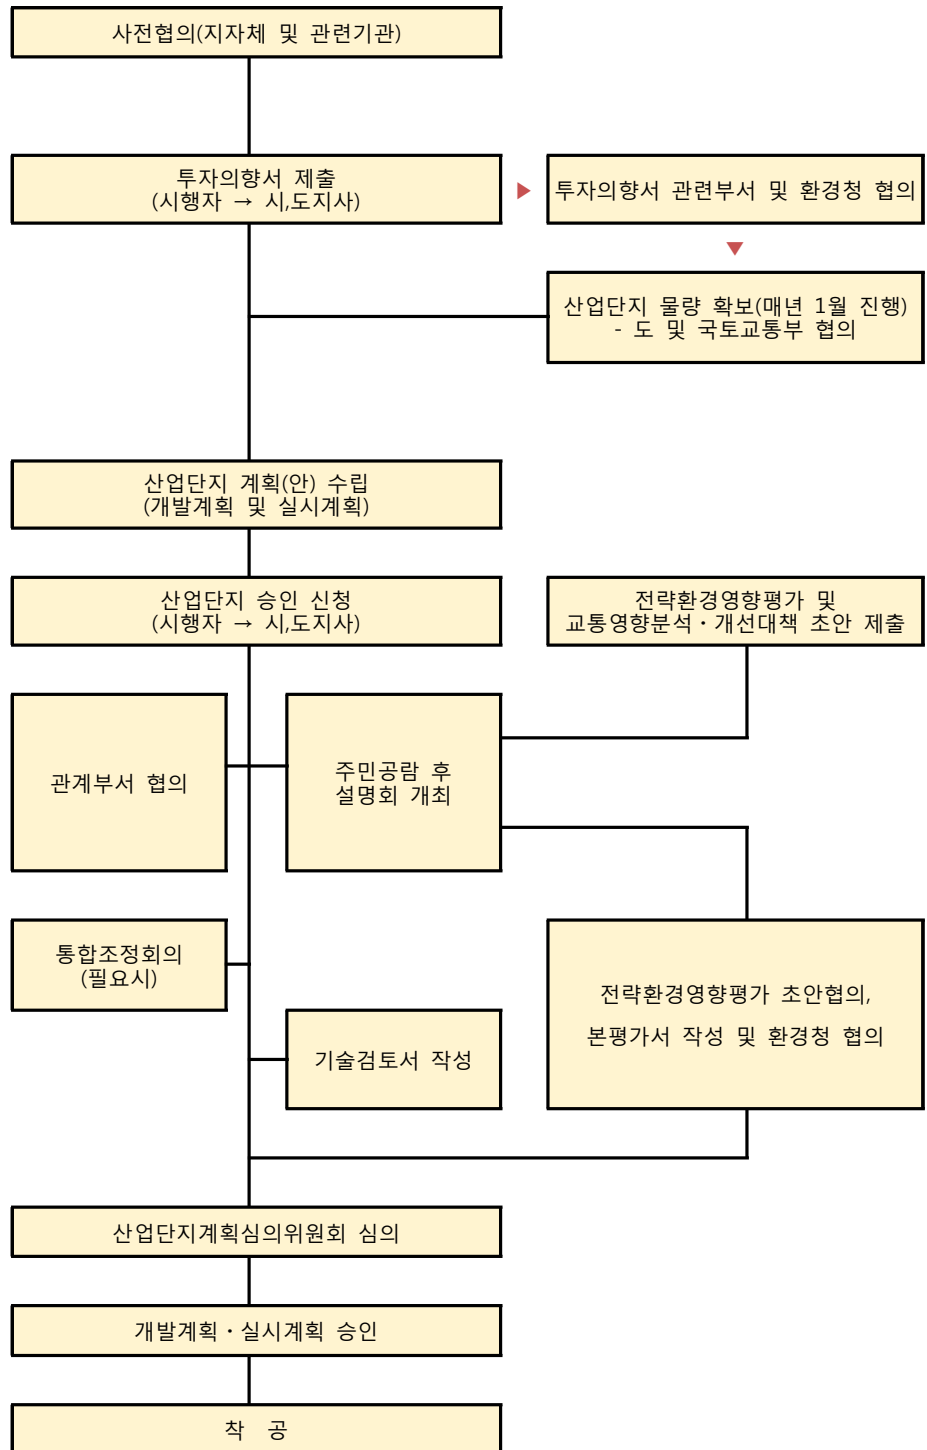 사전협의(지자체 및 관련기관)
투자의향서 제출
(시행자 → 시,도지사)
투자의향서 관련부서 및 환경청 협의
산업단지 물량 확보(매년 1월 진행)
- 도 및 국토교통부 협의
산업단지 계획(안) 수립
(개발계획 및 실시계획)
산업단지 승인 신청
(시행자 → 시,도지사)
전략환경영향평가 및
교통영향분석・개선대책 초안 제출
관계부서 협의
주민공람 후
설명회 개최
통합조정회의
(필요시)
전략환경영향평가 초안협의,
본평가서 작성 및 환경청 협의
기술검토서 작성
산업단지계획심의위원회 심의
개발계획・실시계획 승인
착 공